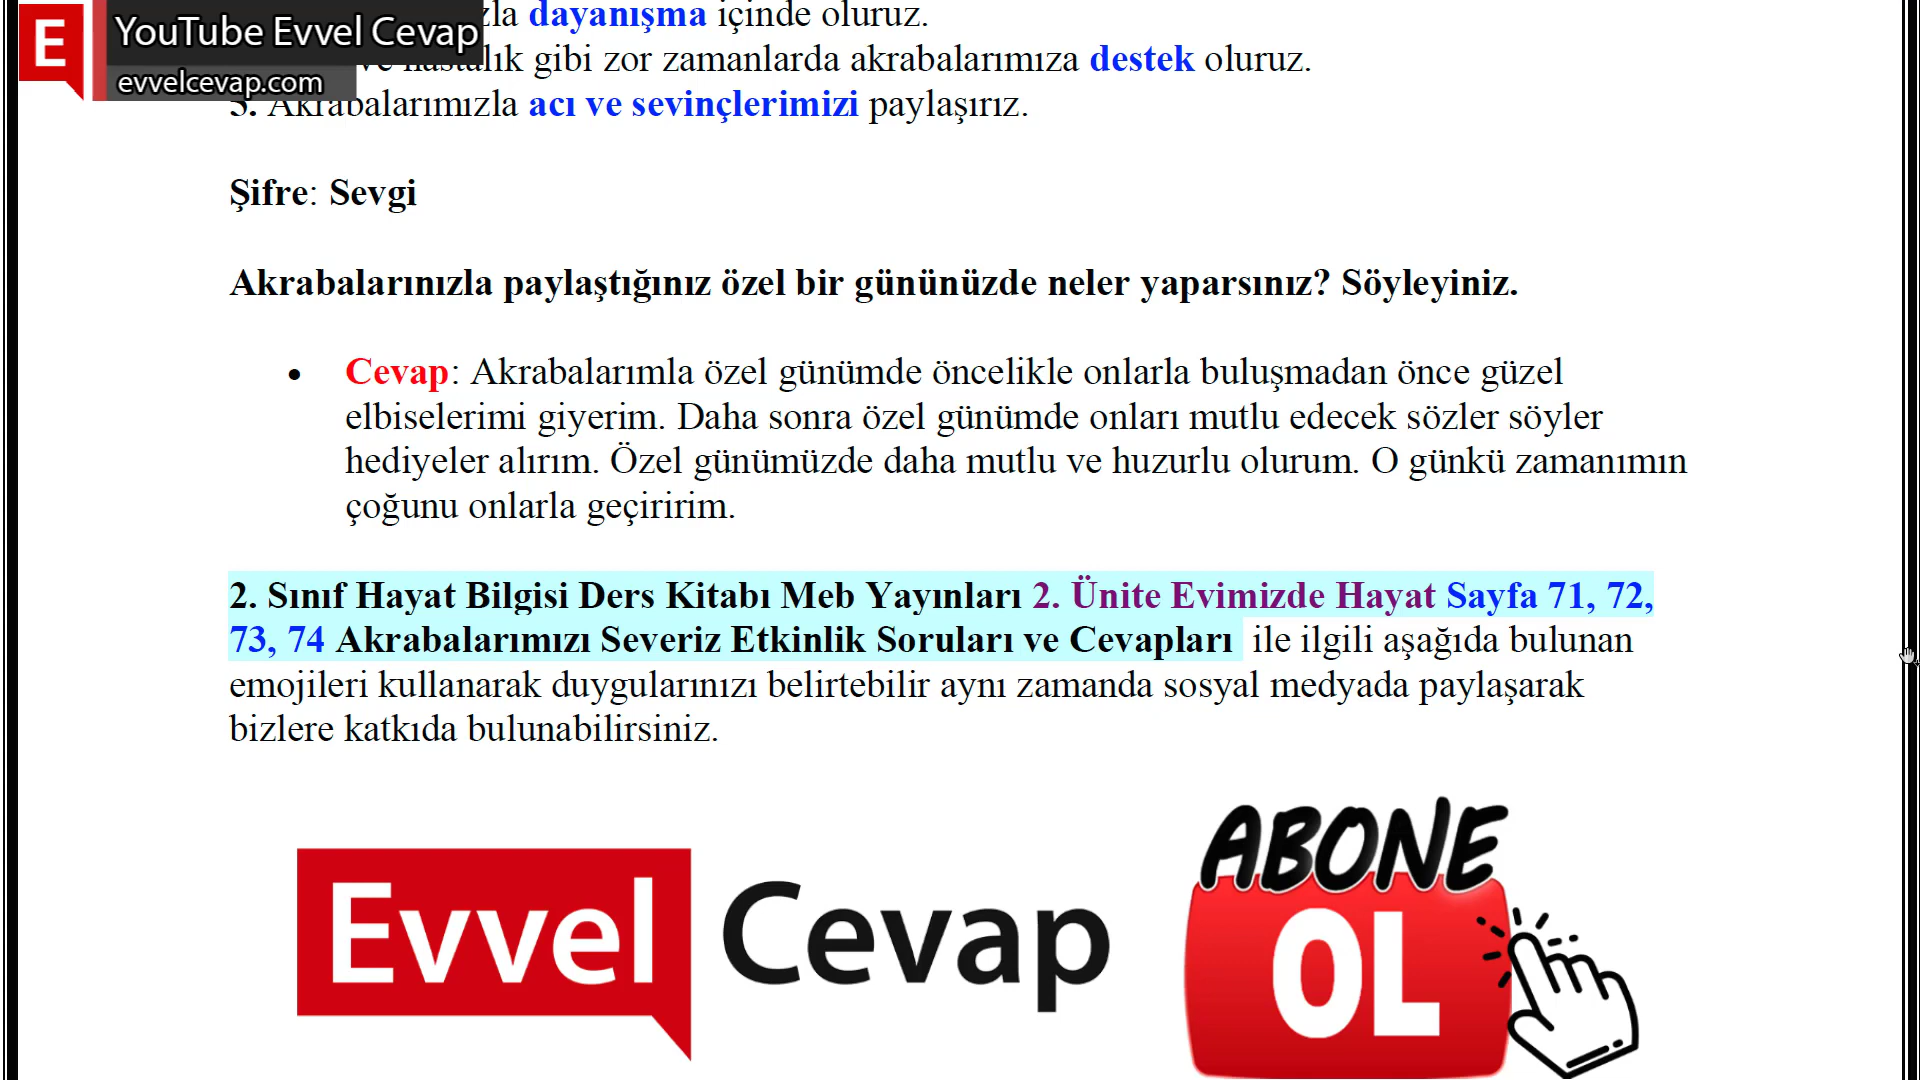 YouTube Evvel Cevap
evvelcevap.com
dayanışma içinde oluruz.
gibi zor zamanlarda akrabalarımıza destek oluruz.
5. Akrabalarımızla acı ve sevinçlerimizi paylaşırız.
Şifre: Sevgi
Akrabalarınızla paylaştığınız özel bir gününüzde neler yaparsınız? Söyleyiniz.
• Cevap: Akrabalarımla özel günümde öncelikle onlarla buluşmadan önce güzel
elbiselerimi giyerim. Daha sonra özel günümde onları mutlu edecek sözler söyler
hediyeler alırım. Özel günümüzde daha mutlu ve huzurlu olurum. O günkü zamanımın
çoğunu onlarla geçiririm.
2. Sınıf Hayat Bilgisi Ders Kitabı Meb Yayınları 2. Ünite Evimizde Hayat Sayfa 71, 72,
73, 74 Akrabalarımızı Severiz Etkinlik Soruları ve Cevapları ile ilgili aşağıda bulunan
emojileri kullanarak duygularınızı belirtebilir aynı zamanda sosyal medyada paylaşarak
bizlere katkıda bulunabilirsiniz.
Evvel Cevap
ABONE
OL